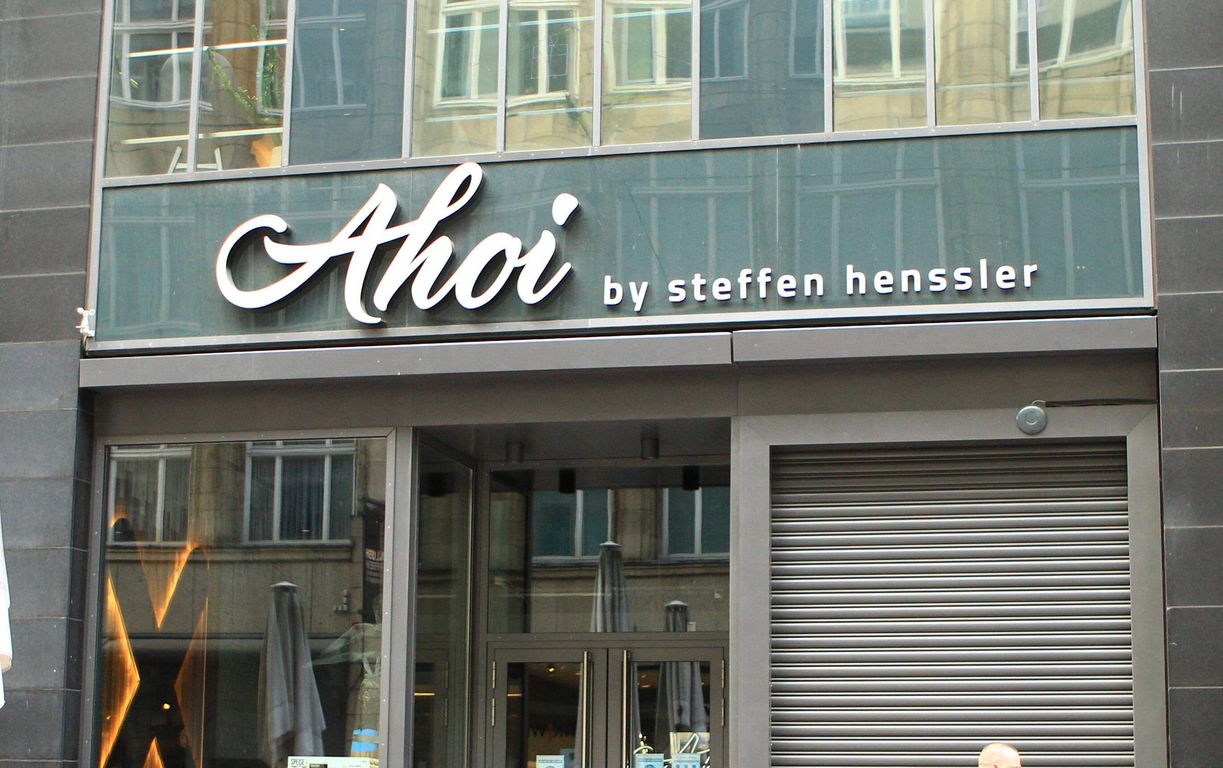 Ahoi by steffen henssler